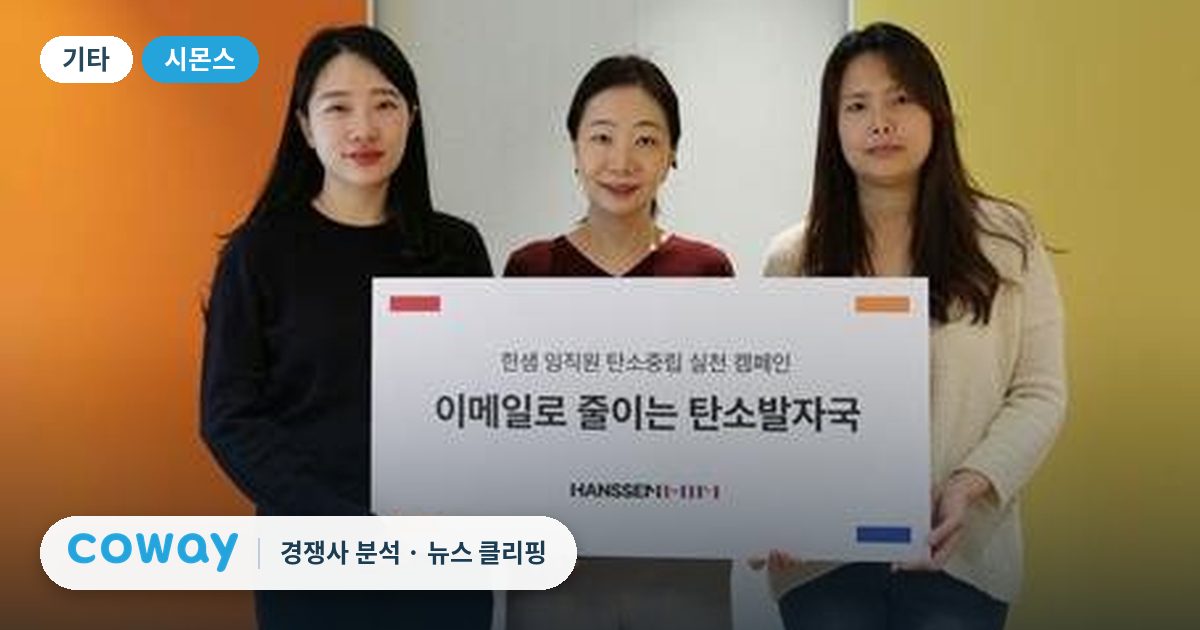 기타
시몬스
한샘 임직원 탄소중립 실천 캠페인
이메일로 줄이는 탄소발자국
HANSSEM
coway
경쟁사 분석 · 뉴스 클리핑